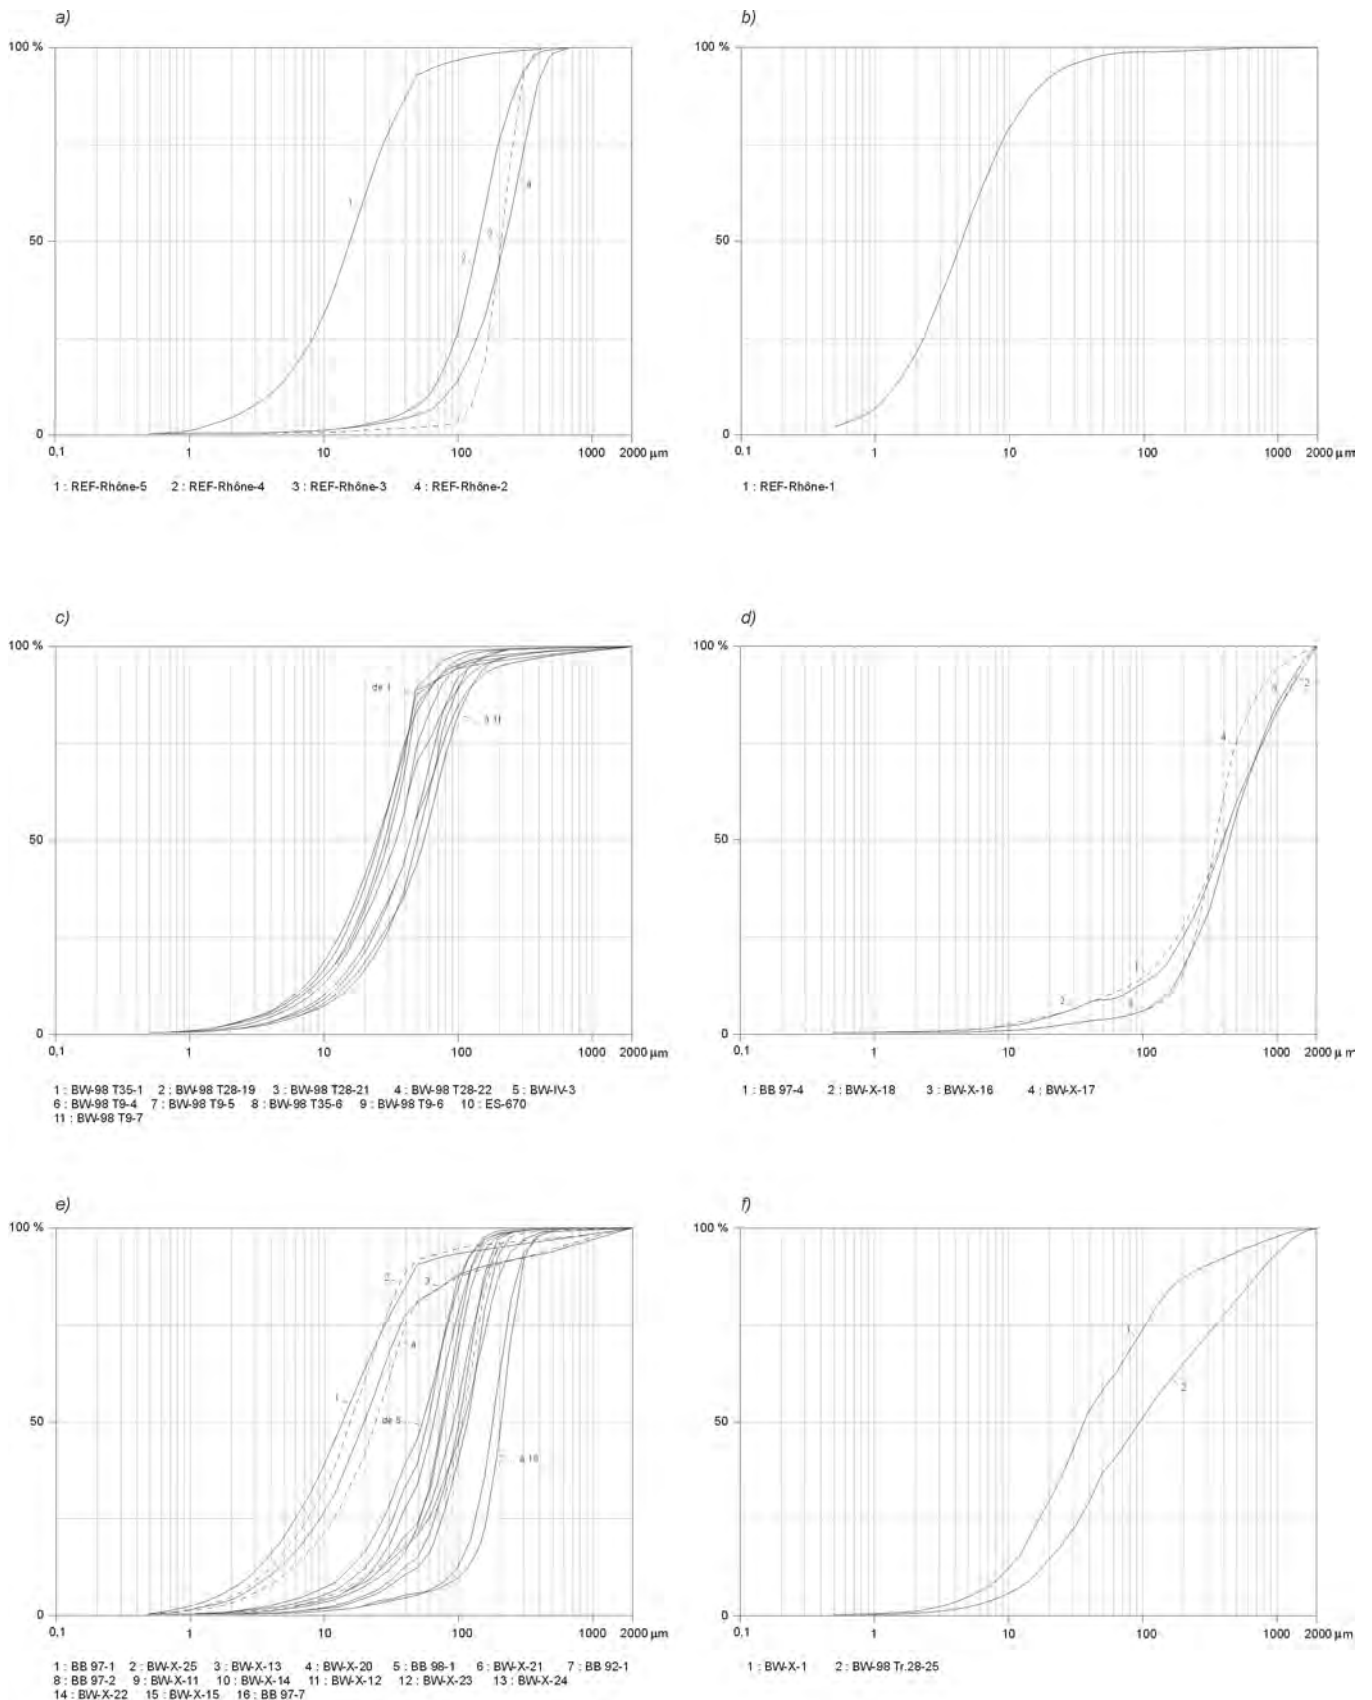 a)
100 %
50
0
0,1 1 10 100 1000 2000 µm
1
2
3
4
1 : REF-Rhône-5 2 : REF-Rhône-4 3 : REF-Rhône-3 4 : REF-Rhône-2
b)
100 %
50
0
0,1 1 10 100 1000 2000 µm
1 : REF-Rhône-1
c)
100 %
50
0
0,1 1 10 100 1000 2000 µm
de 1
à 11
1 : BW-98 T35-1 2 : BW-98 T28-19 3 : BW-98 T28-21 4 : BW-98 T28-22 5 : BW-IV-3
6 : BW-98 T9-4 7 : BW-98 T9-5 8 : BW-98 T35-6 9 : BW-98 T9-6 10 : ES-670
11 : BW-98 T9-7
d)
100 %
50
0
0,1 1 10 100 1000 2000 µm
2
4
1
2
1 : BB 97-4 2 : BW-X-18 3 : BW-X-16 4 : BW-X-17
e)
100 %
50
0
0,1 1 10 100 1000 2000 µm
2
3
4
1
de 5
à 16
1 : BB 97-1 2 : BW-X-25 3 : BW-X-13 4 : BW-X-20 5 : BB 98-1 6 : BW-X-21 7 : BB 92-1
8 : BB 97-2 9 : BW-X-11 10 : BW-X-14 11 : BW-X-12 12 : BW-X-23 13 : BW-X-24
14 : BW-X-22 15 : BW-X-15 16 : BB 97-7
f)
100 %
50
0
0,1 1 10 100 1000 2000 µm
1
2
1 : BW-X-1 2 : BW-98 Tr.28-25